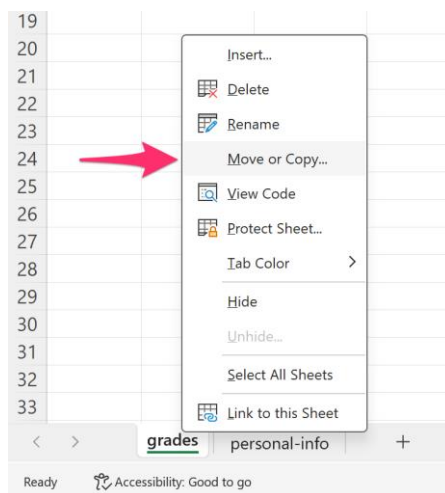 19
20
21
22
23
24
25
26
27
28
29
30
31
32
33
Insert...
Delete
Rename
Move or Copy...
View Code
Protect Sheet...
Tab Color
Hide
Unhide...
Select All Sheets
Link to this Sheet
grades personal-info
Ready Accessibility: Good to go